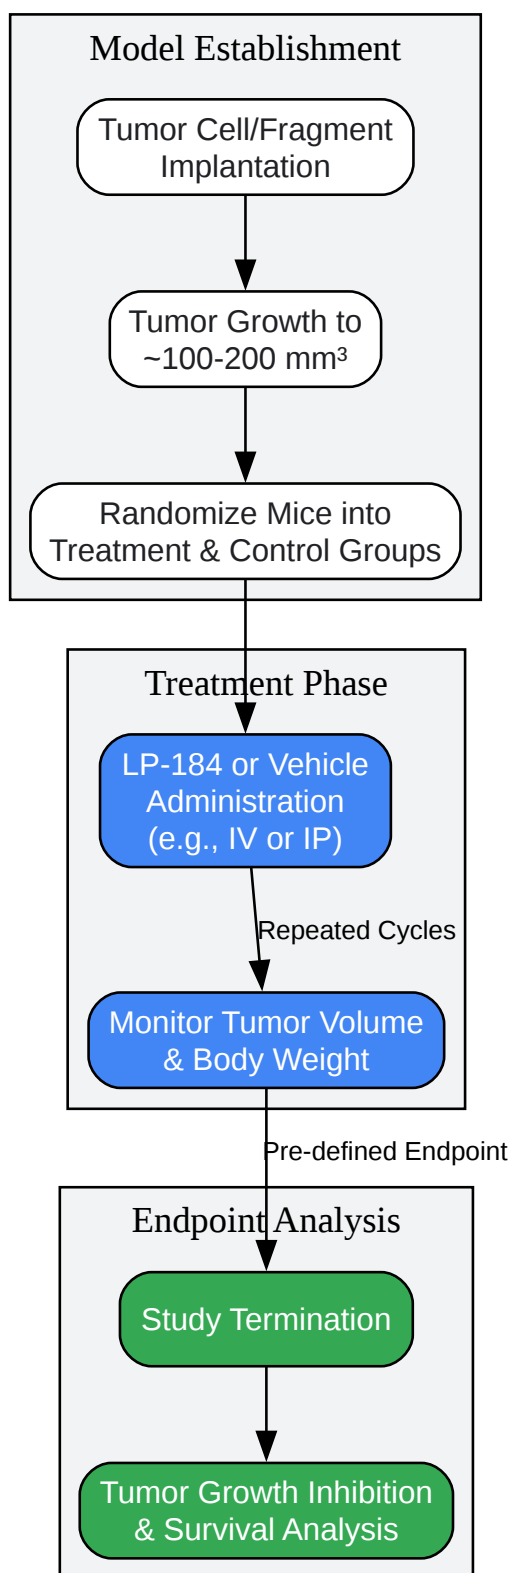 Model Establishment
Tumor Cell/Fragment
Implantation
Tumor Growth to
~100-200 mm³
Randomize Mice into
Treatment & Control Groups
Treatment Phase
LP-184 or Vehicle
Administration
(e.g., IV or IP)
Repeated Cycles
Monitor Tumor Volume
& Body Weight
Pre-defined Endpoint
Endpoint Analysis
Study Termination
Tumor Growth Inhibition
& Survival Analysis